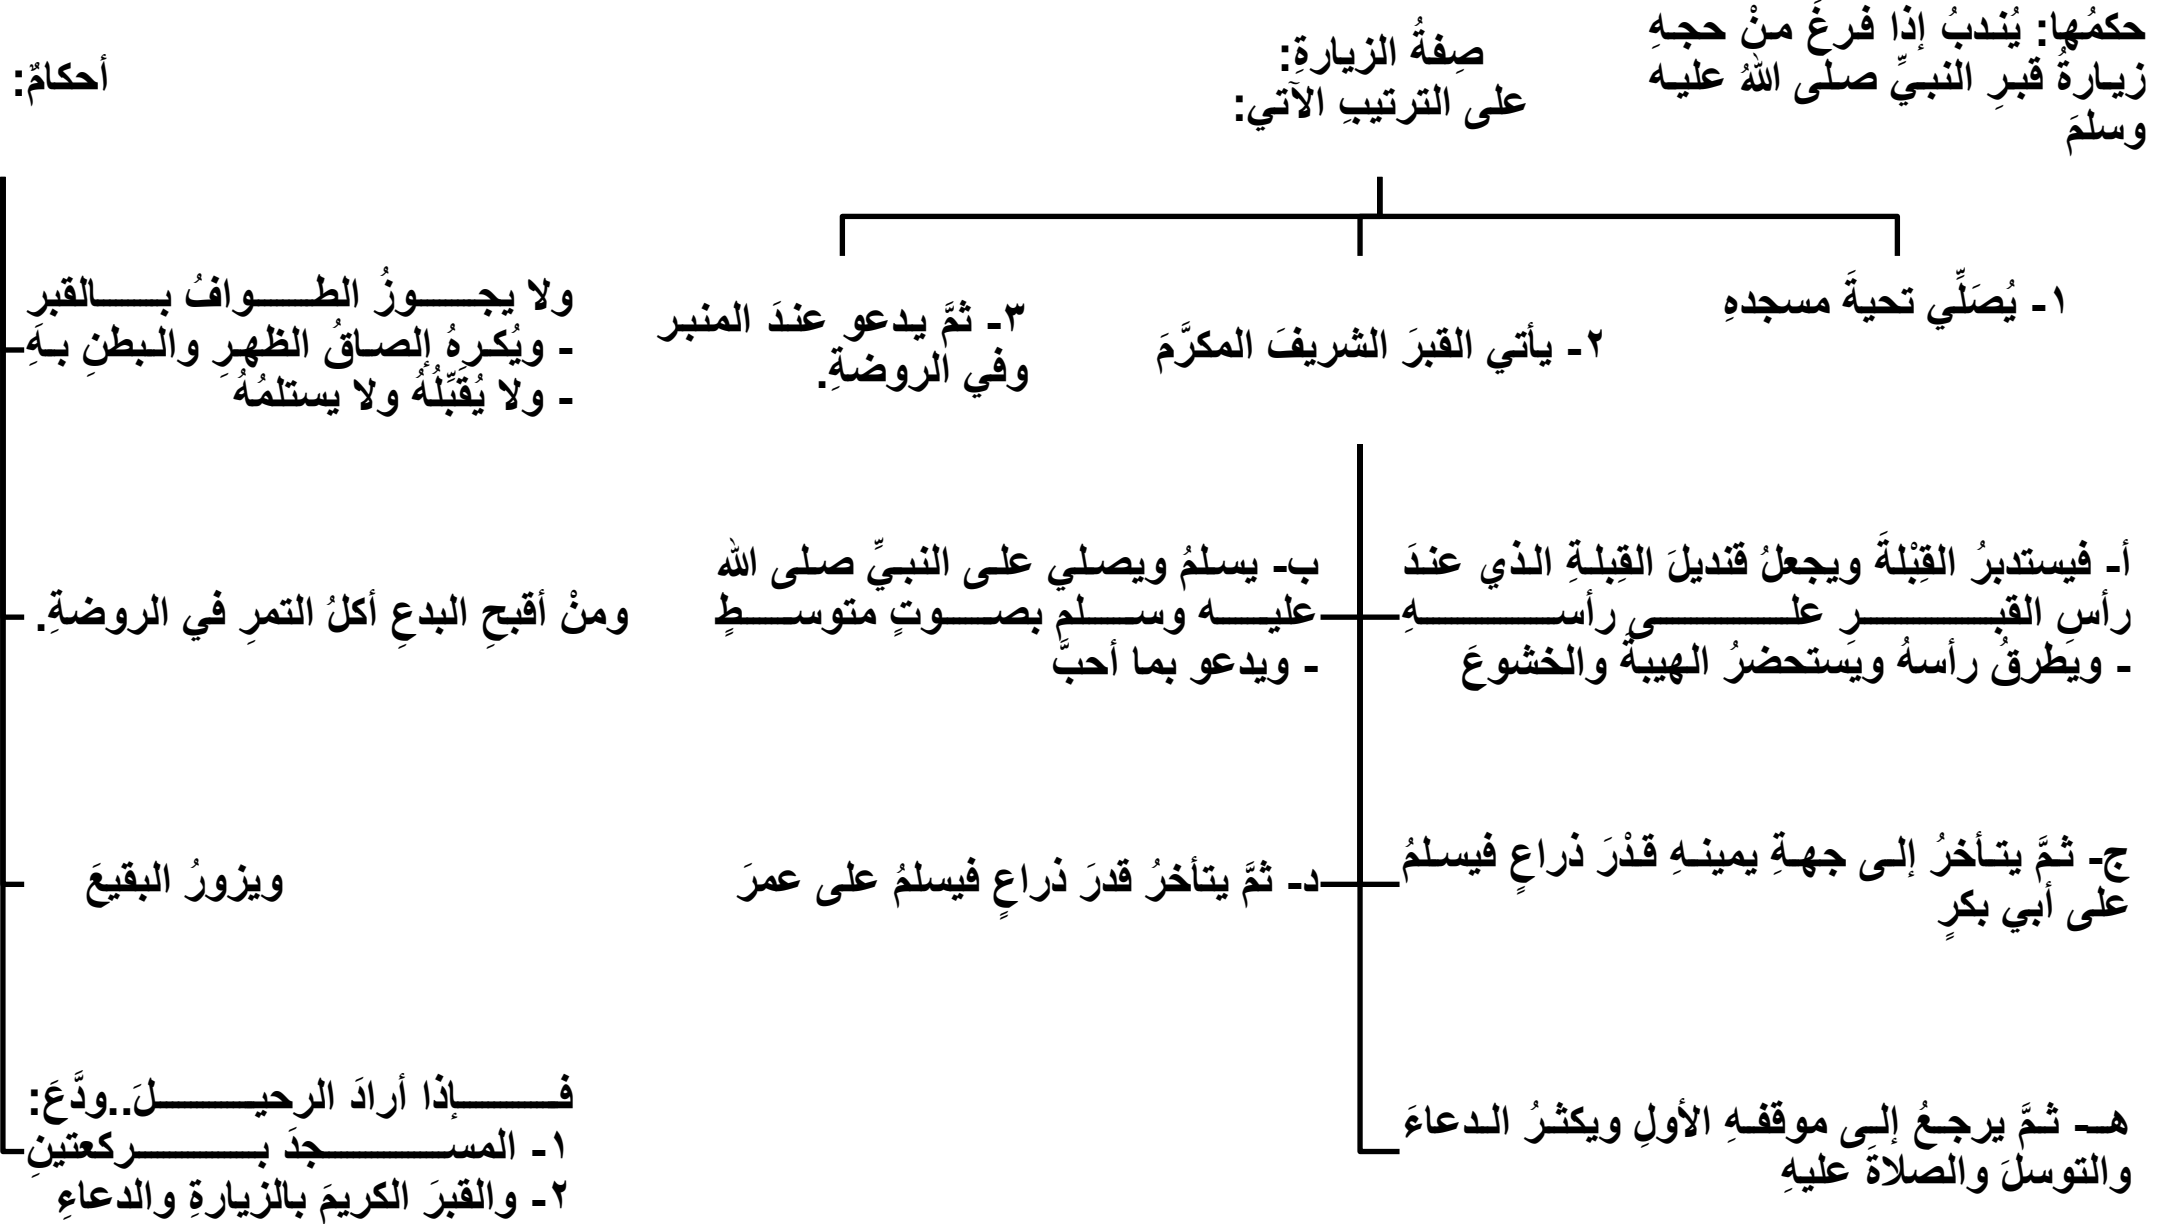 حكمُها: يُندبُ إذا فرغَ منْ حجهِ
زيارةُ قبرِ النبيِّ صلى اللهُ عليه
وسلمَ
صِفةُ الزيارةِ:
على الترتيبِ الآتي:
أحكامٌ:
١- يُصَلِّي تحيةَ مسجدهِ
٢- يأتي القبرَ الشريفَ المكرَّمَ
٣- ثمَّ يدعو عندَ المنبر
وفي الروضةِ.
أ- فيستدبرُ القِبْلةَ ويجعلُ قنديلَ القِبلةِ الذي عندَ
رأسِ القبرِ على رأسهِ
- ويَطرقُ رأسهُ ويَستحضرُ الهيبةَ والخشوعَ
ب- يسلمُ ويصلي على النبيِّ صلى الله
عليه وسلم بصوتٍ متوسطٍ
- ويدعو بما أحبَّ
ج- ثمَّ يتأخرُ إلى جهةِ يمينهِ قدْرَ ذراعٍ فيسلمُ
على أبي بكرٍ
د- ثمَّ يتأخرُ قدرَ ذراعٍ فيسلمُ على عمرَ
هـ- ثمَّ يرجعُ إلى موقفهِ الأولِ ويكثرُ الدعاءَ
والتوسلَ والصلاةَ عليهِ
ولا يجوزُ الطوافُ بالقبرِ
- ويُكرهُ إلصاقُ الظهرِ والبطنِ بهَِ
- ولا يُقَبِّلُهُ ولا يستلمُهُ
ومنْ أقبحِ البدعِ أكلُ التمرِ في الروضةِ.
ويزورُ البقيعَ
فإذا أرادَ الرحيلَ..ودَّعَ:
١- المسجدَ بركعتينِ
٢- والقبرَ الكريمَ بالزيارةِ والدعاءِ